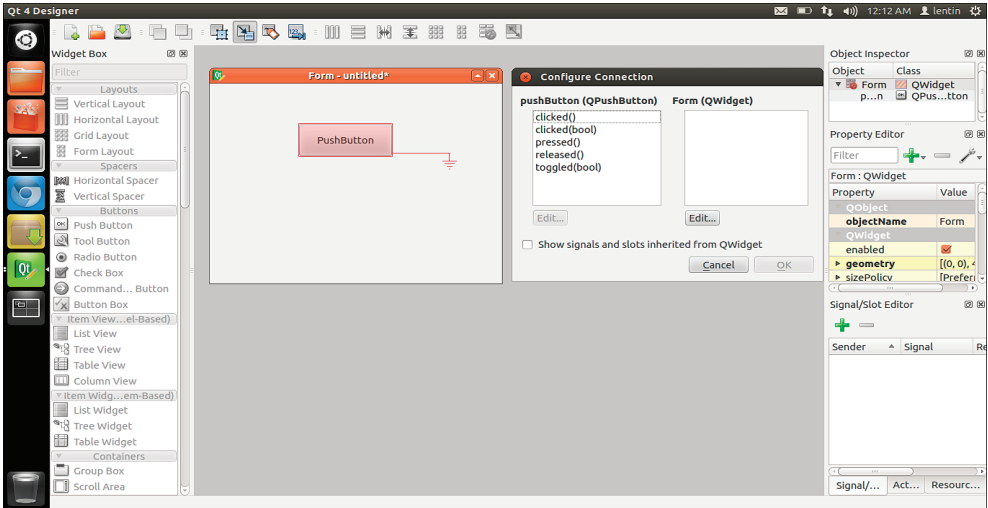 Qt 4 Designer
12:12 AM lentin
Widget Box
Filter
Layouts
Vertical Layout
Horizontal Layout
Grid Layout
Form Layout
Spacers
Horizontal Spacer
Vertical Spacer
Buttons
Push Button
Tool Button
Radio Button
Check Box
Command... Button
Button Box
Item View...el-Based)
List View
Tree View
Table View
Column View
Item Widg...em-Based)
List Widget
Tree Widget
Table Widget
Containers
Group Box
Scroll Area
Form - untitled*
PushButton
Configure Connection
pushButton (QPushButton) Form (QWidget)
clicked()
clicked(bool)
pressed()
released()
toggled(bool)
Edit... Edit...
Show signals and slots inherited from QWidget
Cancel OK
Object Inspector
Object Class
Form QWidget
p...n QPus...tton
Property Editor
Filter
Form : QWidget
Property Value
QObject
objectName Form
QWidget
enabled
geometry [(0, 0), 4
sizePolicy [Preferr
Signal/Slot Editor
Sender Signal Re
Signal/... Act... Resourc...